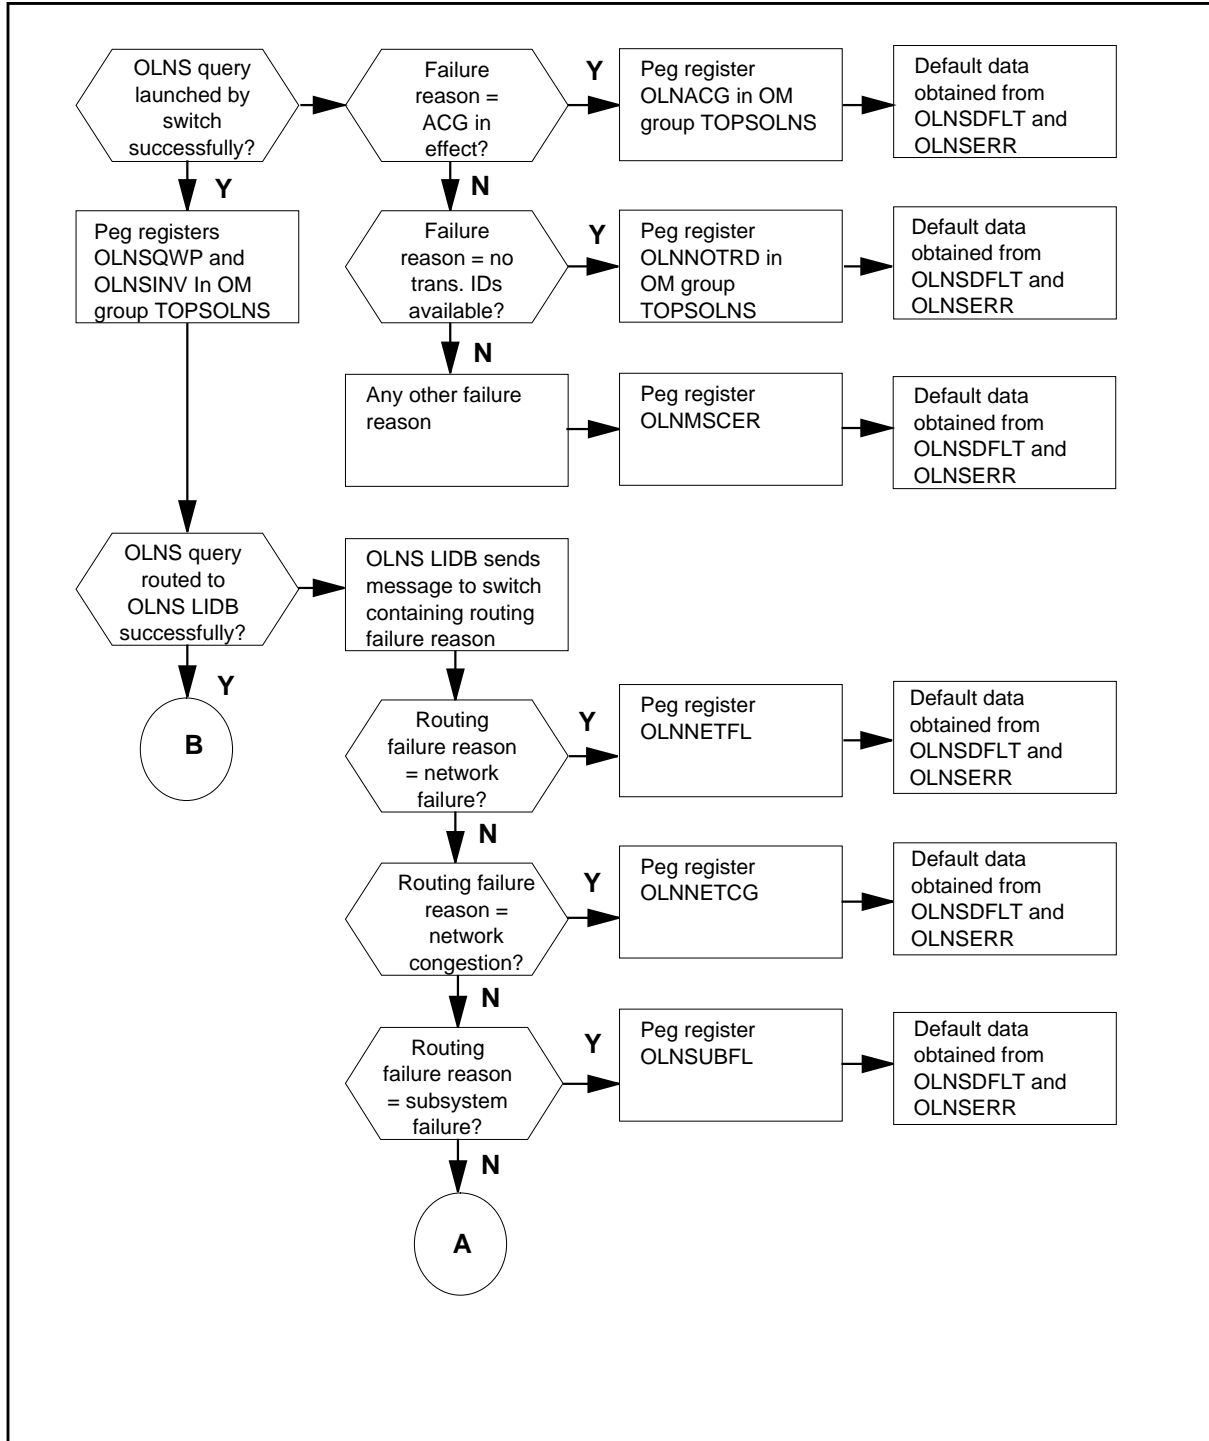 OLNS query
launched by
switch
successfully?
Failure
reason =
ACG in
effect?
Y
Peg register
OLNACG in OM
group TOPSOLNS
Default data
obtained from
OLNSDFLT and
OLNSERR
Y
N
Peg registers
OLNSQWP and
OLNSINV In OM
group TOPSOLNS
Failure
reason = no
trans. IDs
available?
Y
Peg register
OLNNOTRD in
OM group
TOPSOLNS
Default data
obtained from
OLNSDFLT and
OLNSERR
N
Any other failure
reason
Peg register
OLNMSCER
Default data
obtained from
OLNSDFLT and
OLNSERR
OLNS query
routed to
OLNS LIDB
successfully?
OLNS LIDB sends
message to switch
containing routing
failure reason
Y
B
Routing
failure reason
= network
failure?
Y
Peg register
OLNNETFL
Default data
obtained from
OLNSDFLT and
OLNSERR
N
Routing failure
reason =
network
congestion?
Y
Peg register
OLNNETCG
Default data
obtained from
OLNSDFLT and
OLNSERR
N
Routing
failure reason
= subsystem
failure?
Y
Peg register
OLNSUBFL
Default data
obtained from
OLNSDFLT and
OLNSERR
N
A